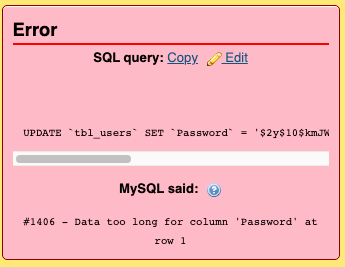 Error
SQL query: Copy Edit
UPDATE `tbl_users` SET `Password` = '$2y$10$kmJW
MySQL said:
#1406 - Data too long for column 'Password' at
row 1